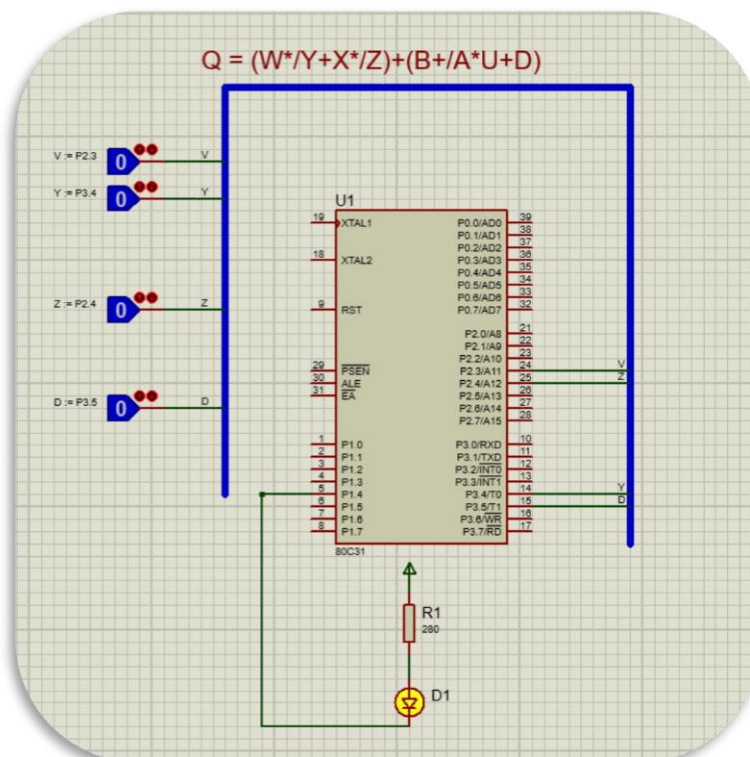 Q = (W*/Y+X*/Z)+(B+/A*U+D)
V := P2.3
0
V
Y := P3.4
0
Y
Z := P2.4
0
Z
D := P3.5
0
D
U1
19
XTAL1
18
XTAL2
9
RST
29
PSEN
30
ALE
31
EA
1
P1.0
2
P1.1
3
P1.2
4
P1.3
5
P1.4
6
P1.5
7
P1.6
8
P1.7
P0.0/AD0
39
P0.1/AD1
38
P0.2/AD2
37
P0.3/AD3
36
P0.4/AD4
35
P0.5/AD5
34
P0.6/AD6
33
P0.7/AD7
32
P2.0/A8
21
P2.1/A9
22
P2.2/A10
23
P2.3/A11
24
V
P2.4/A12
25
Z
P2.5/A13
26
P2.6/A14
27
P2.7/A15
28
P3.0/RXD
10
P3.1/TXD
11
P3.2/INT0
12
P3.3/INT1
13
P3.4/T0
14
Y
P3.5/T1
15
D
P3.6/WR
16
P3.7/RD
17
80C31
R1
280
D1